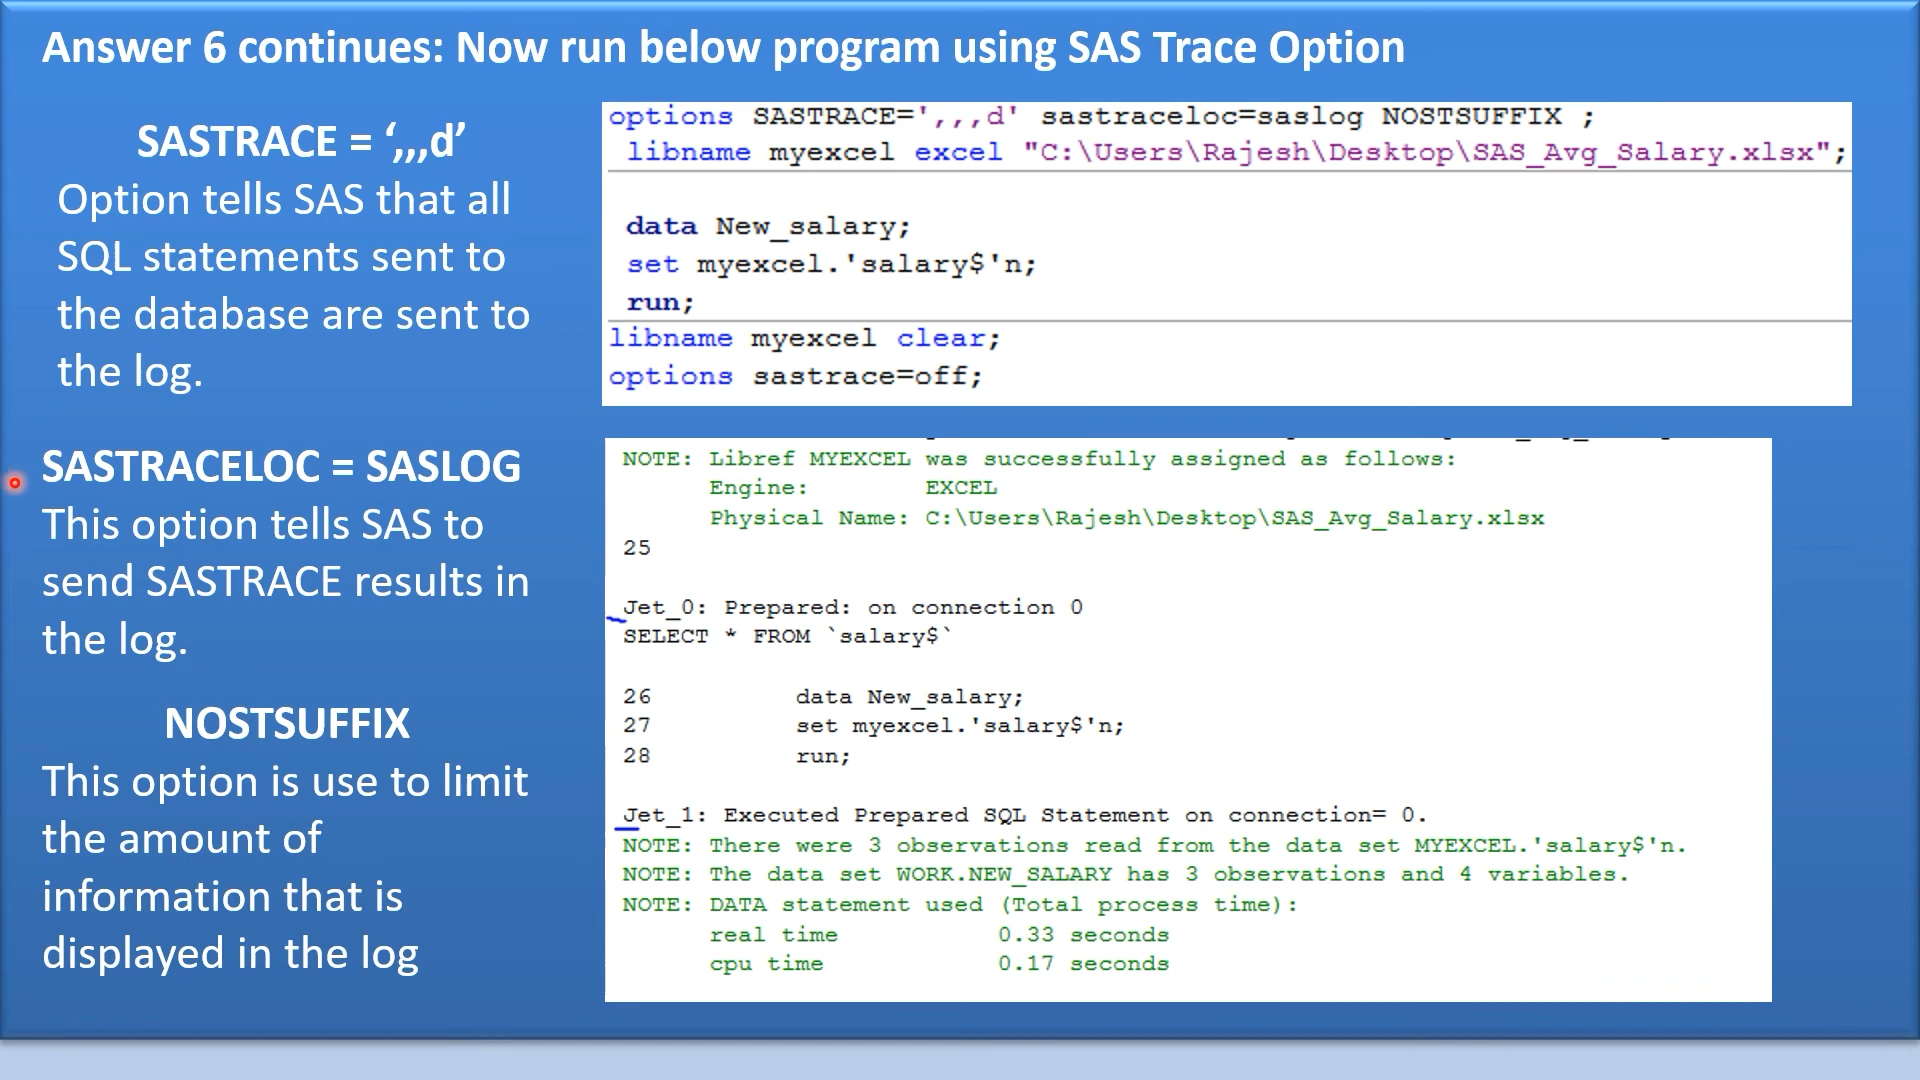 Answer 6 continues: Now run below program using SAS Trace Option
SASTRACE = ‘,,,d’
Option tells SAS that all
SQL statements sent to
the database are sent to
the log.
SASTRACELOC = SASLOG
This option tells SAS to
send SASTRACE results in
the log.
NOSTSUFFIX
This option is use to limit
the amount of
information that is
displayed in the log
options SASTRACE=',,,d' sastraceloc=saslog NOSTSUFFIX ;
libname myexcel excel "C:\Users\Rajesh\Desktop\SAS_Avg_Salary.xlsx";
data New_salary;
set myexcel.'salary$'n;
run;
libname myexcel clear;
options sastrace=off;
NOTE: Libref MYEXCEL was successfully assigned as follows:
Engine: EXCEL
Physical Name: C:\Users\Rajesh\Desktop\SAS_Avg_Salary.xlsx
25
Jet_0: Prepared: on connection 0
SELECT * FROM `salary$`
26 data New_salary;
27 set myexcel.'salary$'n;
28 run;
Jet_1: Executed Prepared SQL Statement on connection= 0.
NOTE: There were 3 observations read from the data set MYEXCEL.'salary$'n.
NOTE: The data set WORK.NEW_SALARY has 3 observations and 4 variables.
NOTE: DATA statement used (Total process time):
real time 0.33 seconds
cpu time 0.17 seconds